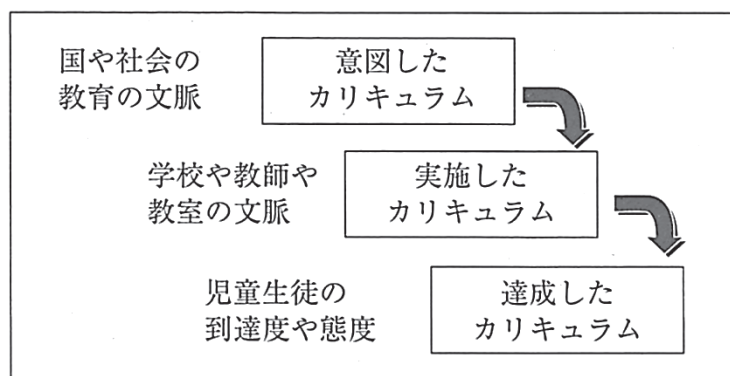 国や社会の
教育の文脈
意図した
カリキュラム
学校や教師や
教室の文脈
実施した
カリキュラム
児童生徒の
到達度や態度
達成した
カリキュラム